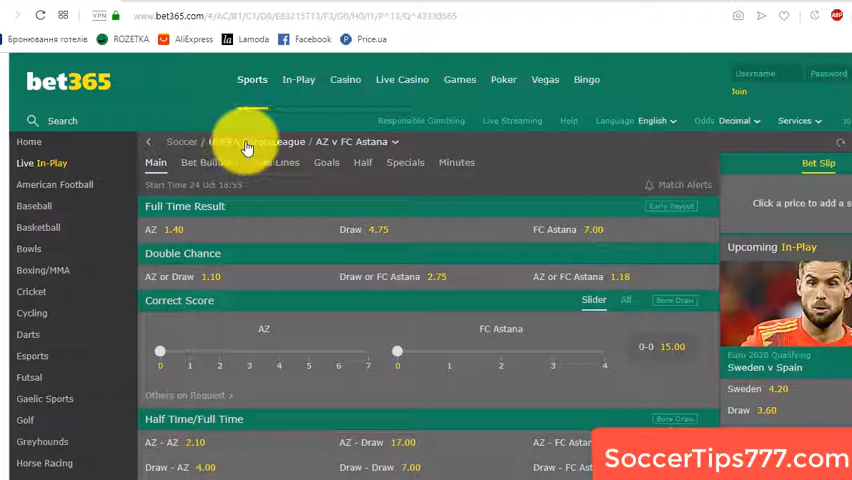 VPN www.bet365.com/#/AC/B1/C1/D8/E83215713/F3/G0/H0/I1/P^13/Q^43330565 ABP
Бронювання готелів ROZETKA AliExpress la Lamoda Facebook Price.ua
bet365 Sports In-Play Casino Live Casino Games Poker Vegas Bingo Username Password
Join
Search Responsible Gambling Live Streaming Help Language English Odds Decimal Services 10
Home Soccer / Europa League / AZ v FC Astana
Live In-Play Main Bet Builder Lines Goals Half Specials Minutes Bet Slip
American Football Start Time 24 Oct 18:55 Match Alerts
Baseball Full Time Result Early Payout Click a price to add a s
Basketball AZ 1.40 Draw 4.75 FC Astana 7.00
Bowls Double Chance Upcoming In-Play
Boxing/MMA AZ or Draw 1.10 Draw or FC Astana 2.75 AZ or FC Astana 1.18
Cricket Correct Score Slider All Bore Draw
Cycling AZ FC Astana
Darts 0-0 15.00
Esports 0 1 2 3 4 5 6 7 0 1 2 3 4 Euro 2020 Qualifying
Futsal Sweden v Spain
Gaelic Sports Others on Request Sweden 4.20
Golf Half Time/Full Time Bore Draw Draw 3.60
Greyhounds AZ - AZ 2.10 AZ - Draw 17.00 AZ - FC Asta
Horse Racing Draw - AZ 4.00 Draw - Draw 7.00 Draw
SoccerTips777.com